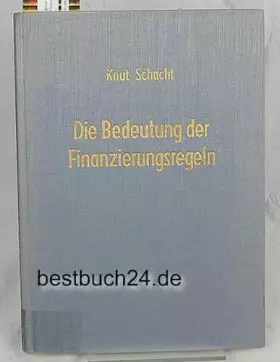 Knut Schacht
Die Bedeutung der
Finanzierungsregeln
bestbuch24.de